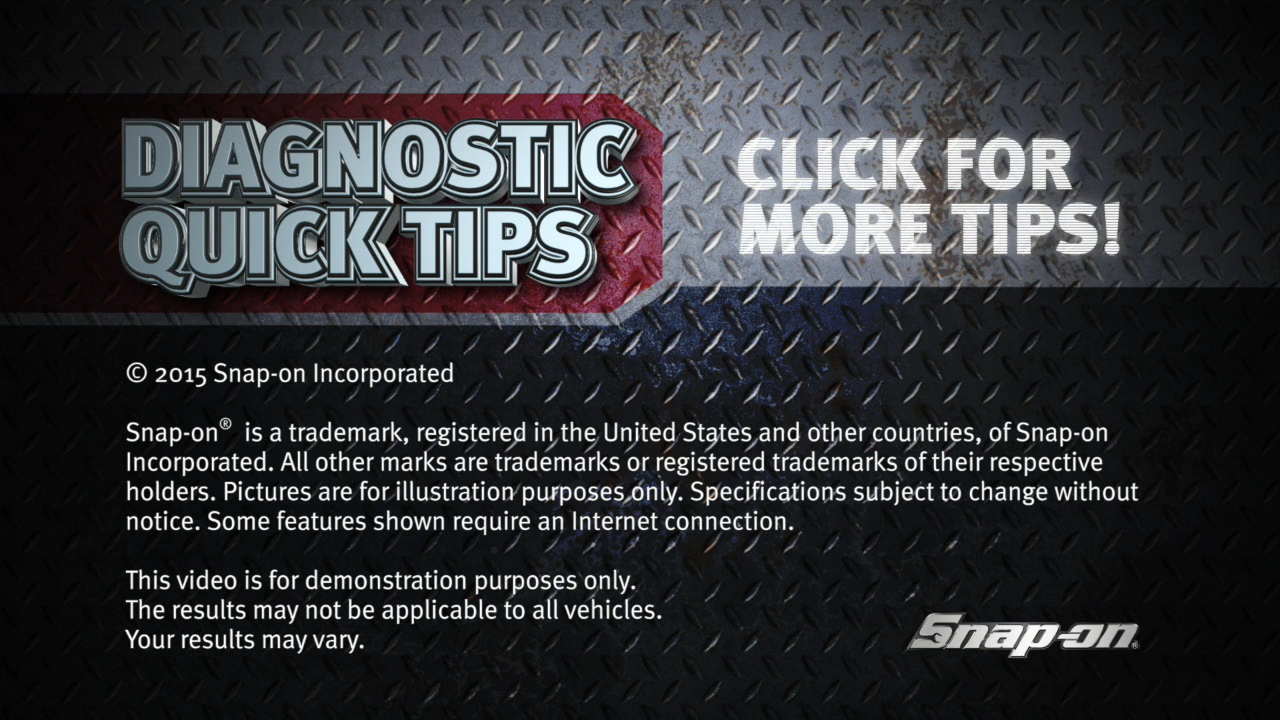 DIAGNOSTIC
QUICK TIPS
CLICK FOR
MORE TIPS!
© 2015 Snap-on Incorporated
Snap-on® is a trademark, registered in the United States and other countries, of Snap-on
Incorporated. All other marks are trademarks or registered trademarks of their respective
holders. Pictures are for illustration purposes only. Specifications subject to change without
notice. Some features shown require an Internet connection.
This video is for demonstration purposes only.
The results may not be applicable to all vehicles.
Your results may vary.
Snap-on®